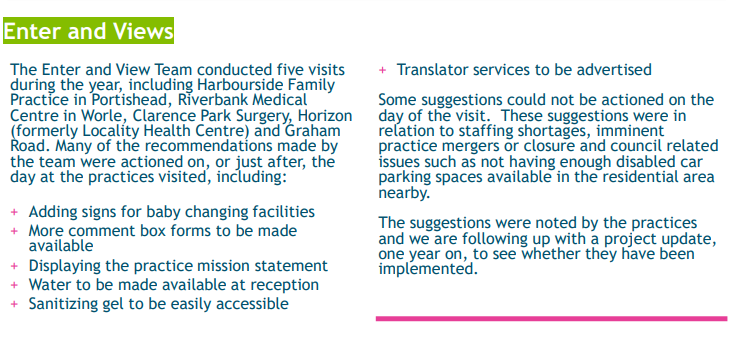 Enter and Views
The Enter and View Team conducted five visits
during the year, including Harbourside Family
Practice in Portishead, Riverbank Medical
Centre in Worle, Clarence Park Surgery, Horizon
(formerly Locality Health Centre) and Graham
Road. Many of the recommendations made by
the team were actioned on, or just after, the
day at the practices visited, including:
+ Adding signs for baby changing facilities
+ More comment box forms to be made
available
+ Displaying the practice mission statement
+ Water to be made available at reception
+ Sanitizing gel to be easily accessible
+ Translator services to be advertised
Some suggestions could not be actioned on the
day of the visit.  These suggestions were in
relation to staffing shortages, imminent
practice mergers or closure and council related
issues such as not having enough disabled car
parking spaces available in the residential area
nearby.
The suggestions were noted by the practices
and we are following up with a project update,
one year on, to see whether they have been
implemented.